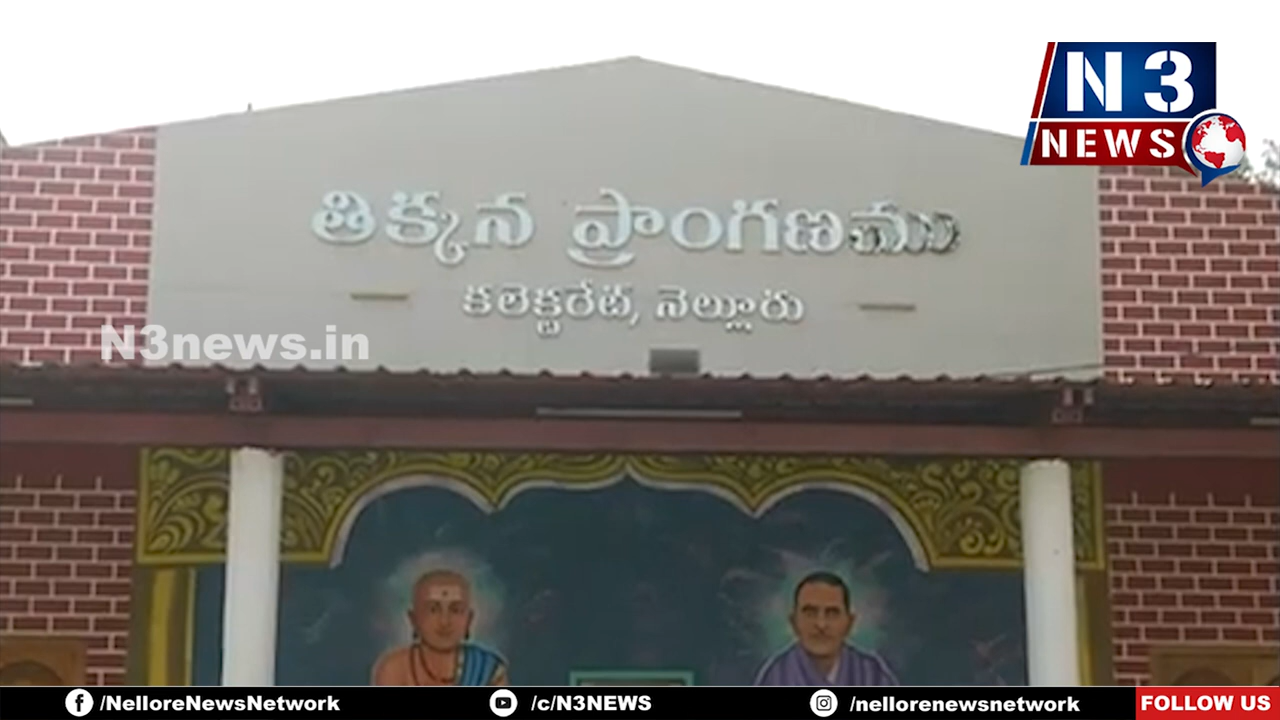 N3
NEWS
తిక్కన ప్రాంగణము
కలెక్టరేట్, నెల్లూరు
N3news.in
/NelloreNewsNetwork
/c/N3NEWS
/nellorenewsnetwork
FOLLOW US